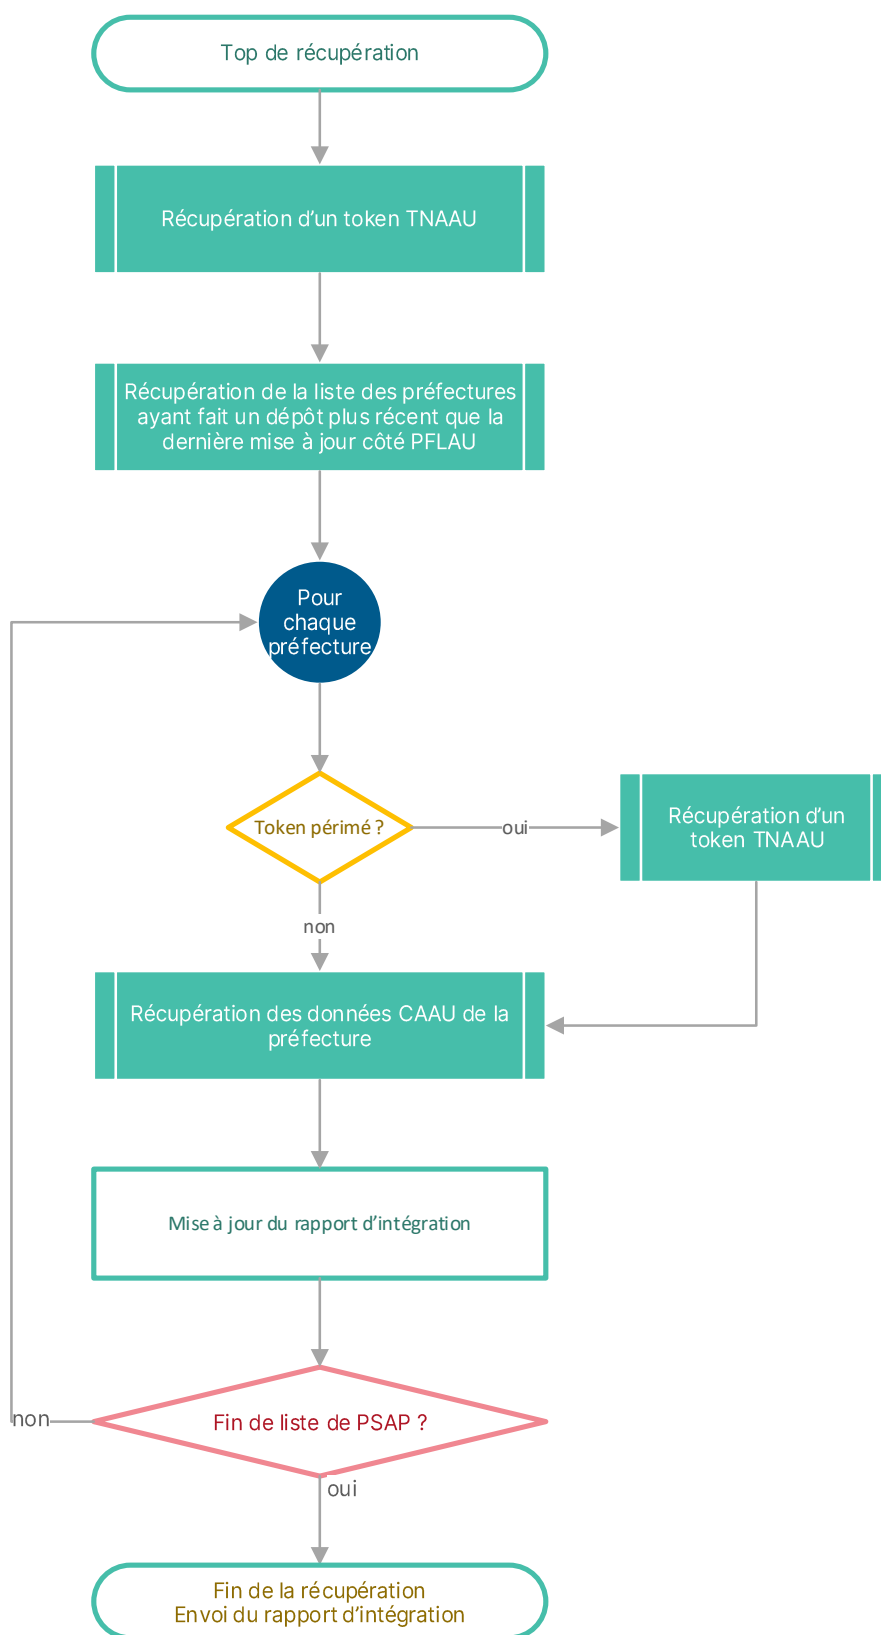 Top de récupération
Récupération d’un token TNAAU
Récupération de la liste des préfectures
ayant fait un dépôt plus récent que la
dernière mise à jour côté PFLAU
Pour
chaque
préfecture
Token périmé ?
oui
Récupération d’un
token TNAAU
non
Récupération des données CAAU de la
préfecture
Mise à jour du rapport d’intégration
Fin de liste de PSAP ?
non
oui
Fin de la récupération
Envoi du rapport d’intégration